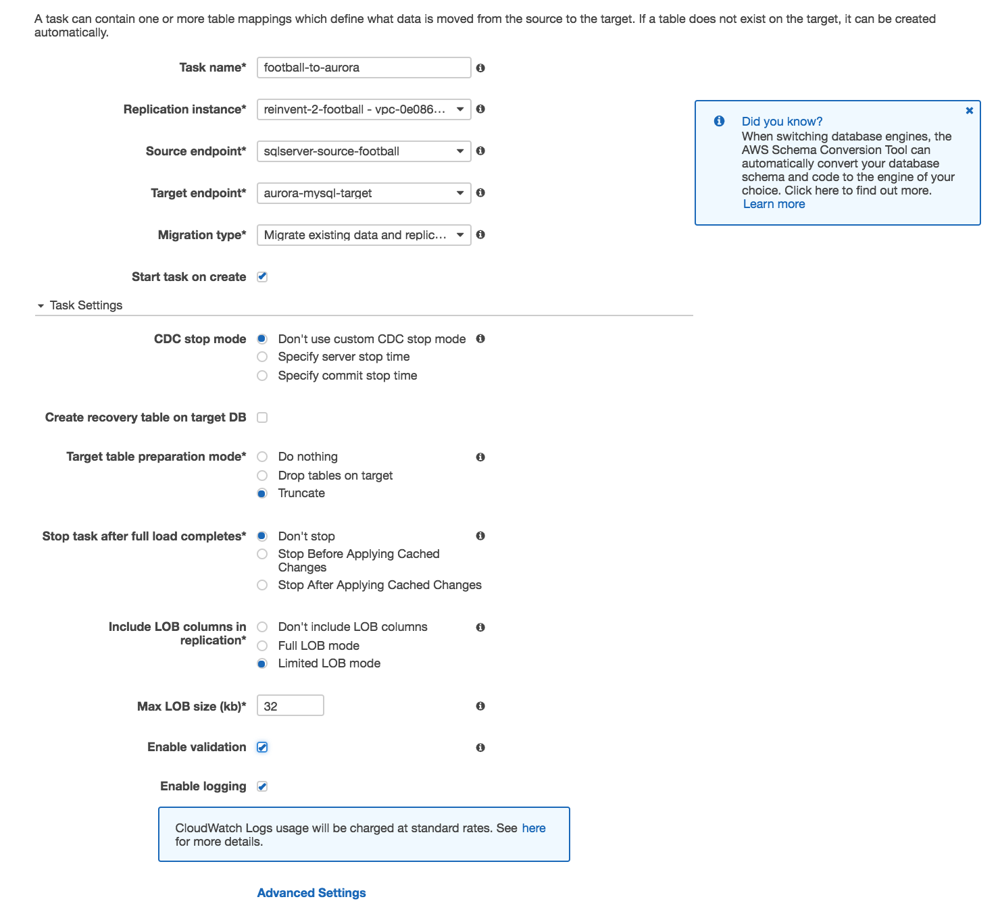 A task can contain one or more table mappings which define what data is moved from the source to the target. If a table does not exist on the target, it can be created
automatically.
Task name*
football-to-aurora
Replication instance*
reinvent-2-football - vpc-0e086...
Source endpoint*
sqlserver-source-football
Target endpoint*
aurora-mysql-target
Migration type*
Migrate existing data and replic...
Start task on create
Did you know?
When switching database engines, the
AWS Schema Conversion Tool can
automatically convert your database
schema and code to the engine of your
choice. Click here to find out more.
Learn more
Task Settings
CDC stop mode
Don't use custom CDC stop mode
Specify server stop time
Specify commit stop time
Create recovery table on target DB
Target table preparation mode*
Do nothing
Drop tables on target
Truncate
Stop task after full load completes*
Don't stop
Stop Before Applying Cached
Changes
Stop After Applying Cached Changes
Include LOB columns in
replication*
Don't include LOB columns
Full LOB mode
Limited LOB mode
Max LOB size (kb)*
32
Enable validation
Enable logging
CloudWatch Logs usage will be charged at standard rates. See here
for more details.
Advanced Settings